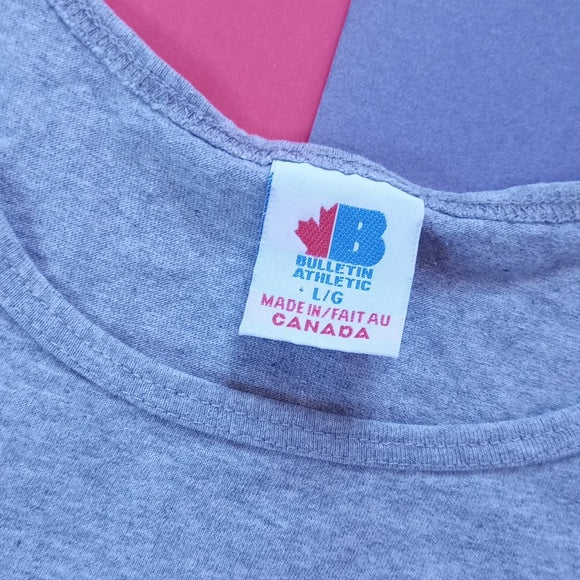 B
BULLETIN
ATHLETIC
L/G
MADE IN/FAIT AU
CANADA